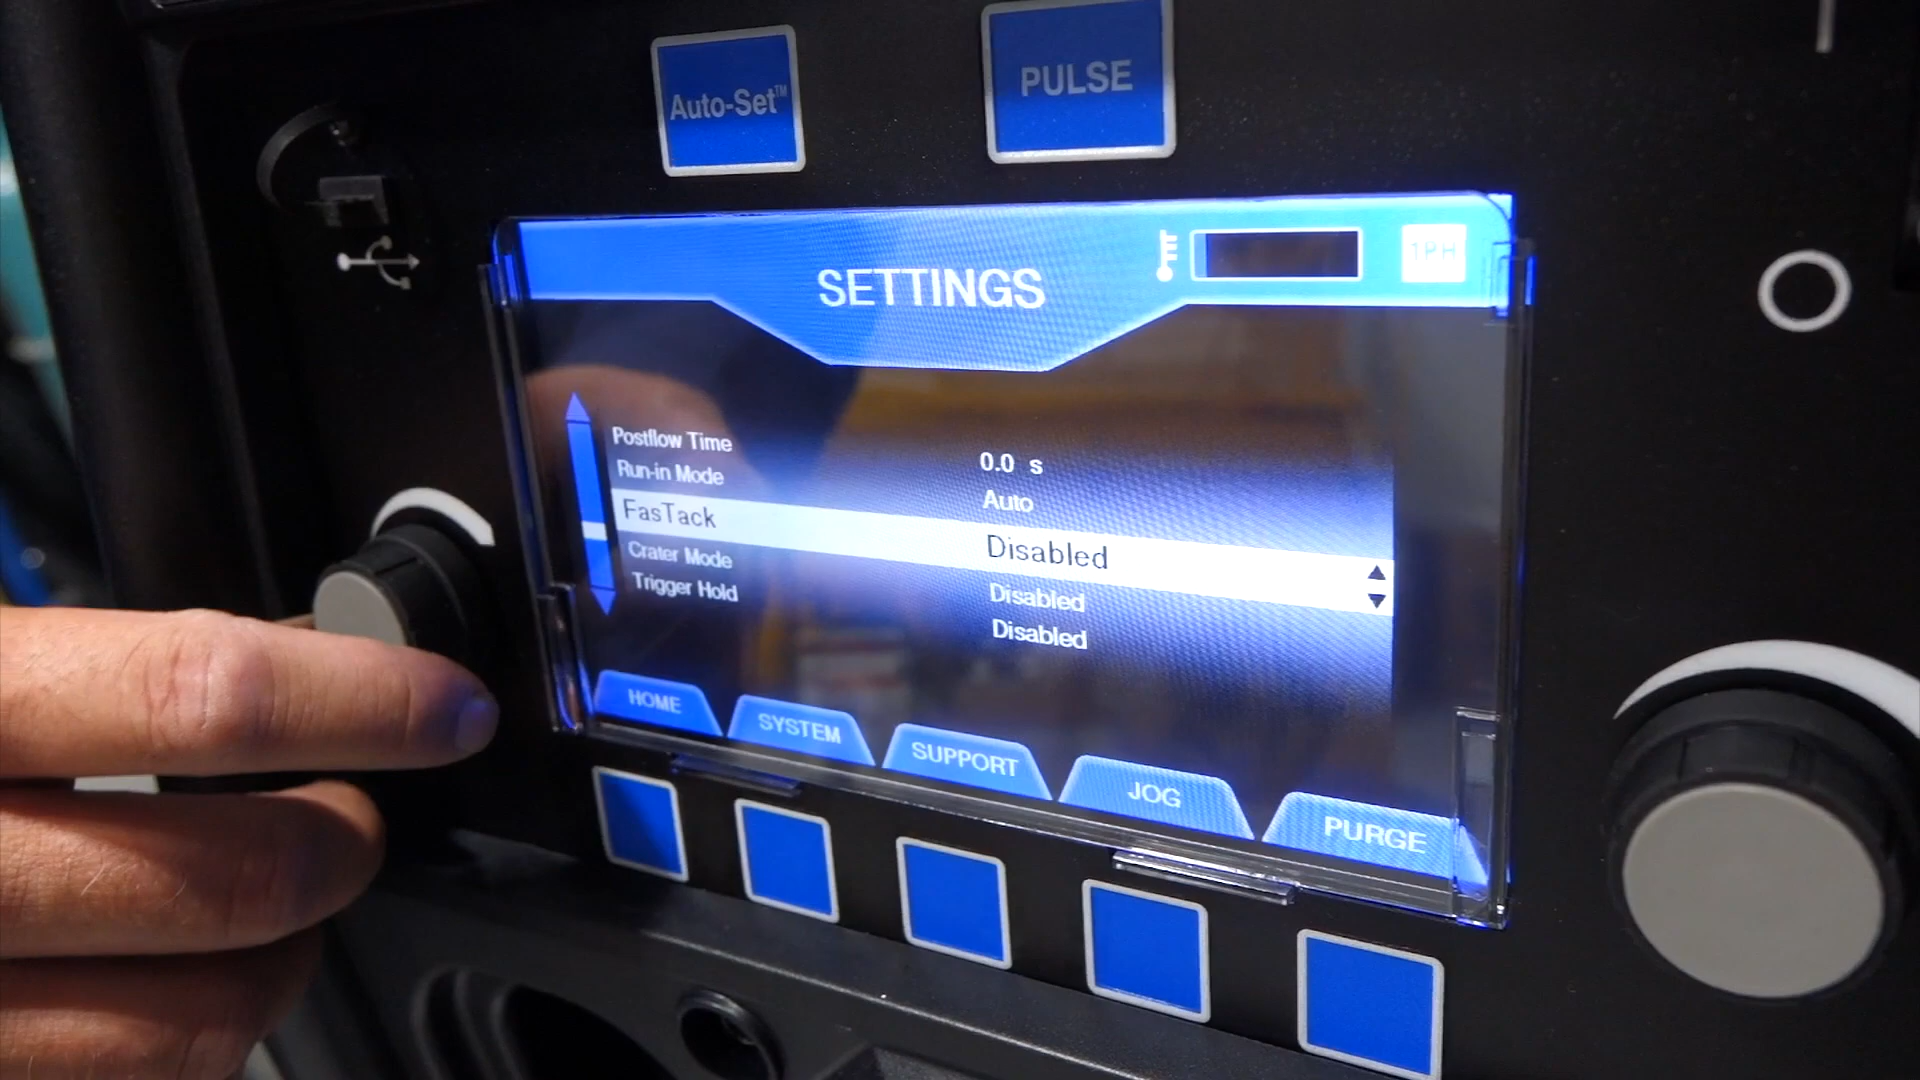 Auto-Set™
PULSE
SETTINGS
1PH
Postflow Time 0.0 s
Run-in Mode Auto
FasTack Disabled
Crater Mode Disabled
Trigger Hold Disabled
HOME
SYSTEM
SUPPORT
JOG
PURGE